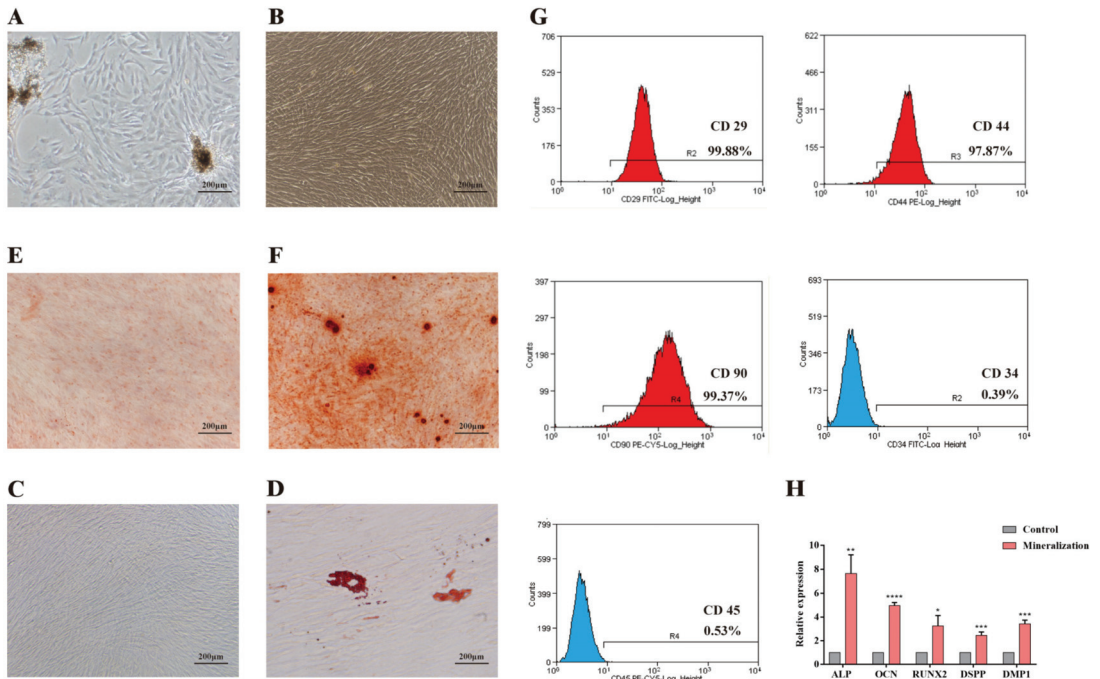 A
B
G
200μm
200μm
706
529
353
176
0
Counts
CD 29
R2 99.88%
10⁰ 10¹ 10² 10³ 10⁴
CD29 FITC-Log_Height
622
466
311
155
0
Counts
CD 44
97.87%
R3
10⁰ 10¹ 10² 10³ 10⁴
CD44 PE-Log_Height
E
F
200μm
200μm
397
297
198
99
0
Counts
CD 90
99.37%
R4
10⁰ 10¹ 10² 10³ 10⁴
CD90 PE-CY5-Log_Height
693
519
346
173
0
Counts
CD 34
R2
0.39%
10⁰ 10¹ 10² 10³ 10⁴
CD34 FITC-Log_Height
C
D
200μm
200μm
799
599
399
199
0
Counts
CD 45
R4 0.53%
10⁰ 10¹ 10² 10³ 10⁴
CD45 PE-CY5-Log_Height
H
Control
Mineralization
10
8
6
4
2
0
Relative expression
** **** * *** ***
ALP OCN RUNX2 DSPP DMP1